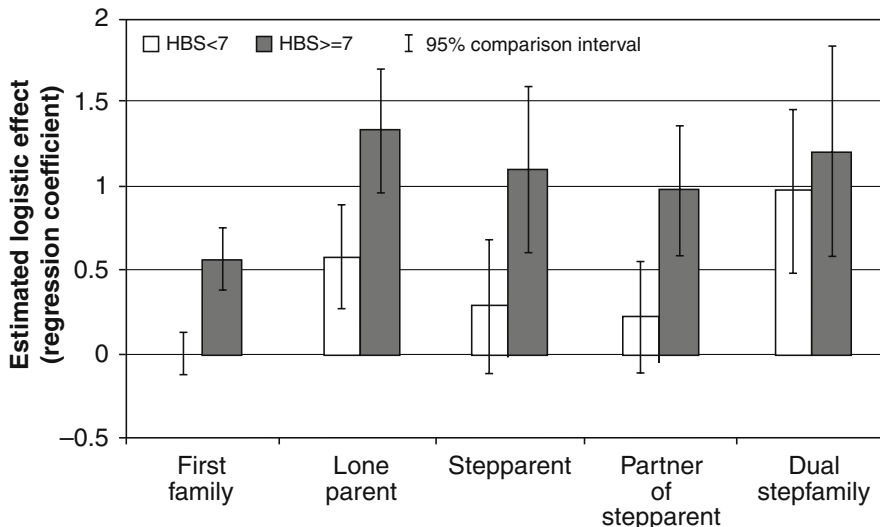 2
HBS<7 HBS>=7 95% comparison interval
1.5
1
0.5
0
–0.5
Estimated logistic effect
(regression coefficient)
First
family
Lone
parent
Stepparent
Partner
of
stepparent
Dual
stepfamily